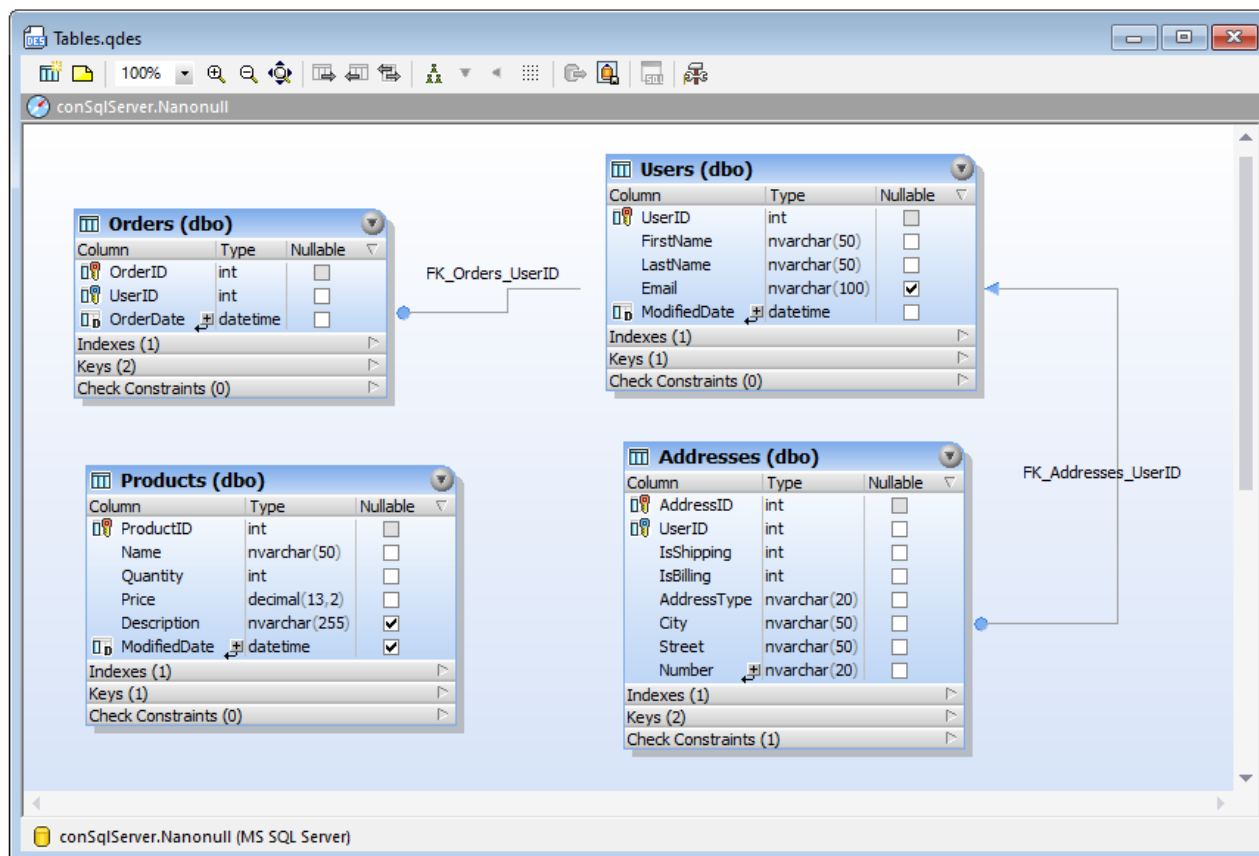 Tables.qdes
100%
conSqlServer.Nanonull
Orders (dbo)
Column Type Nullable
OrderID int
UserID int
OrderDate datetime
Indexes (1)
Keys (2)
Check Constraints (0)
FK_Orders_UserID
Users (dbo)
Column Type Nullable
UserID int
FirstName nvarchar(50)
LastName nvarchar(50)
Email nvarchar(100)
ModifiedDate datetime
Indexes (1)
Keys (1)
Check Constraints (0)
Products (dbo)
Column Type Nullable
ProductID int
Name nvarchar(50)
Quantity int
Price decimal(13,2)
Description nvarchar(255)
ModifiedDate datetime
Indexes (1)
Keys (1)
Check Constraints (0)
Addresses (dbo)
Column Type Nullable
AddressID int
UserID int
IsShipping int
IsBilling int
AddressType nvarchar(20)
City nvarchar(50)
Street nvarchar(50)
Number nvarchar(20)
Indexes (1)
Keys (2)
Check Constraints (1)
FK_Addresses_UserID
conSqlServer.Nanonull (MS SQL Server)